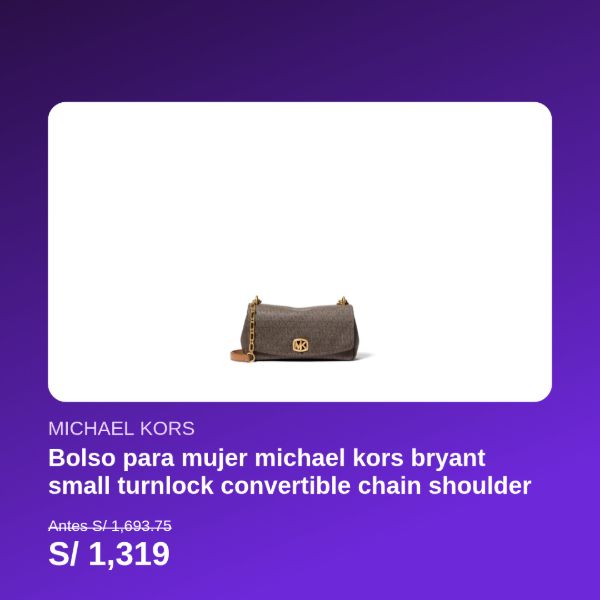 MK
MICHAEL KORS
Bolso para mujer michael kors bryant
small turnlock convertible chain shoulder
Antes S/ 1,693.75
S/ 1,319